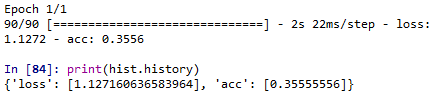 Epoch 1/1
90/90 [==============================] - 2s 22ms/step - loss:
1.1272 - acc: 0.3556
In [84]: print(hist.history)
{'loss': [1.127160636583964], 'acc': [0.35555556]}